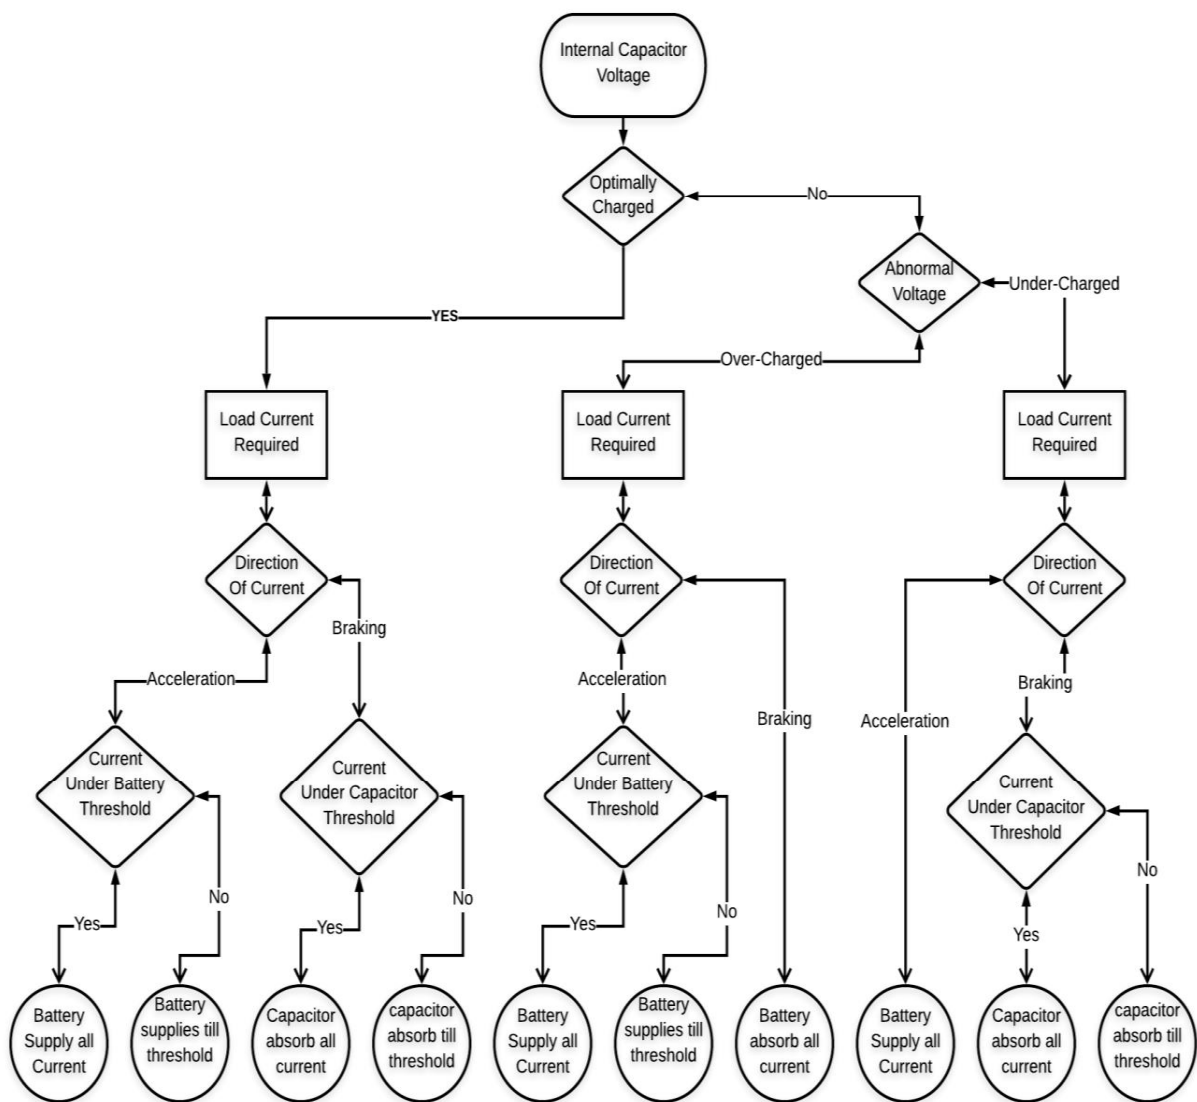 Internal Capacitor
Voltage
Optimally
Charged
No
Abnormal
Voltage
Under-Charged
YES
Over-Charged
Load Current
Required
Load Current
Required
Load Current
Required
Direction
Of Current
Direction
Of Current
Direction
Of Current
Braking
Acceleration
Acceleration
Braking
Acceleration
Braking
Current
Under Battery
Threshold
Current
Under Capacitor
Threshold
Current
Under Battery
Threshold
Current
Under Capacitor
Threshold
Yes
No
Yes
No
Yes
No
Yes
No
Battery
Supply all
Current
Battery
supplies till
threshold
Capacitor
absorb all
current
capacitor
absorb till
threshold
Battery
Supply all
Current
Battery
supplies till
threshold
Battery
absorb all
current
Battery
Supply all
Current
Capacitor
absorb all
current
capacitor
absorb till
threshold